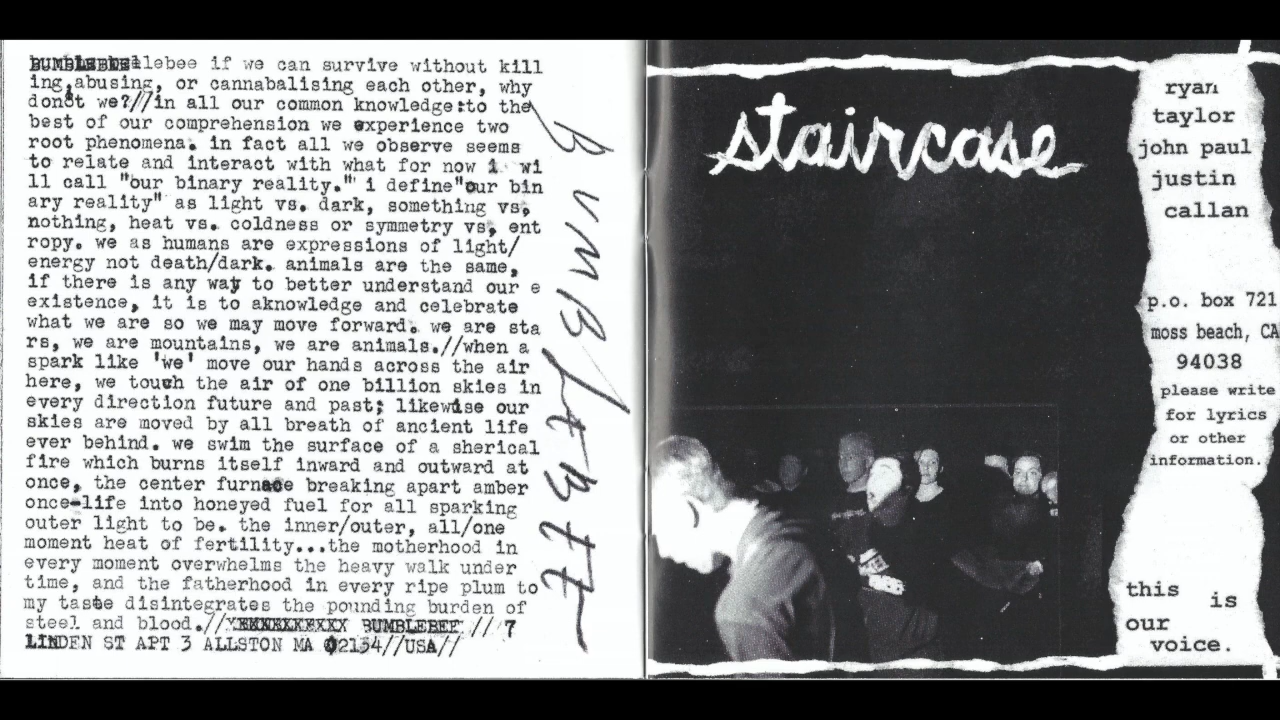 BUMBLEBEE lebee if we can survive without kill
ing,abusing, or cannabalising each other, why
donot we?//in all our common knowledge:to the
best of our comprehension we experience two
root phenomena. in fact all we observe seems
to relate and interact with what for now i wi
ll call "our binary reality." i define"our bin
ary reality" as light vs. dark, something vs,
nothing, heat vs. coldness or symmetry vs, ent
ropy. we as humans are expressions of light/
energy not death/dark. animals are the same,
if there is any way to better understand our e
existence, it is to aknowledge and celebrate
what we are so we may move forward. we are sta
rs, we are mountains, we are animals.//when a
spark like 'we' move our hands across the air
here, we touch the air of one billion skies in
every direction future and past; likewise our
skies are moved by all breath of ancient life
ever behind. we swim the surface of a sherical
fire which burns itself inward and outward at
once, the center furnace breaking apart amber
once-life into honeyed fuel for all sparking
outer light to be. the inner/outer, all/one
moment heat of fertility...the motherhood in
every moment overwhelms the heavy walk under
time, and the fatherhood in every ripe plum to
my taste disintegrates the pounding burden of
steel and blood.// BUMBLEBEE // 7
LINDEN ST APT 3 ALLSTON MA 02134//USA//
BUMBLEBEE
staircase
ryan
taylor
john paul
justin
callan
p.o. box 721
moss beach, CA
94038
please write
for lyrics
or other
information.
this is
our
voice.